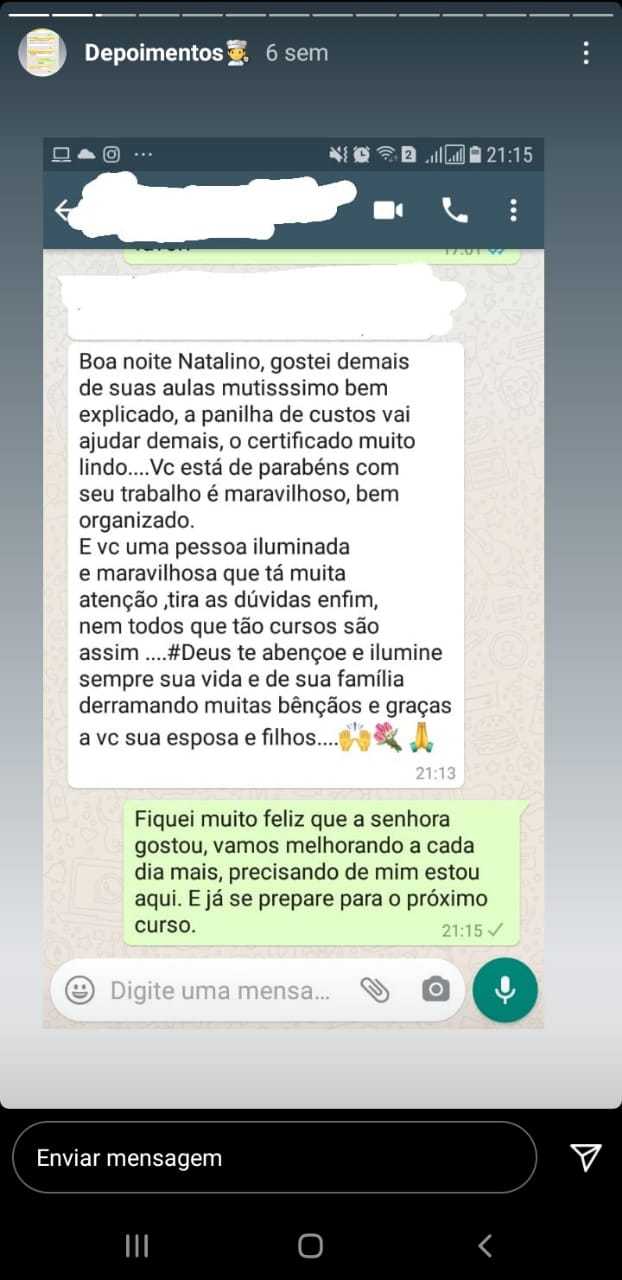 Depoimentos👩‍🍳 6 sem
... 2 21:15
Boa noite Natalino, gostei demais
de suas aulas mutisssimo bem
explicado, a panilha de custos vai
ajudar demais, o certificado muito
lindo....Vc está de parabéns com
seu trabalho é maravilhoso, bem
organizado.
E vc uma pessoa iluminada
e maravilhosa que tá muita
atenção ,tira as dúvidas enfim,
nem todos que tão cursos são
assim ....#Deus te abençoe e ilumine
sempre sua vida e de sua família
derramando muitas bênçãos e graças
a vc sua esposa e filhos....🙌💐🙏
21:13
Fiquei muito feliz que a senhora
gostou, vamos melhorando a cada
dia mais, precisando de mim estou
aqui. E já se prepare para o próximo
curso.
21:15
Digite uma mensa...
Enviar mensagem